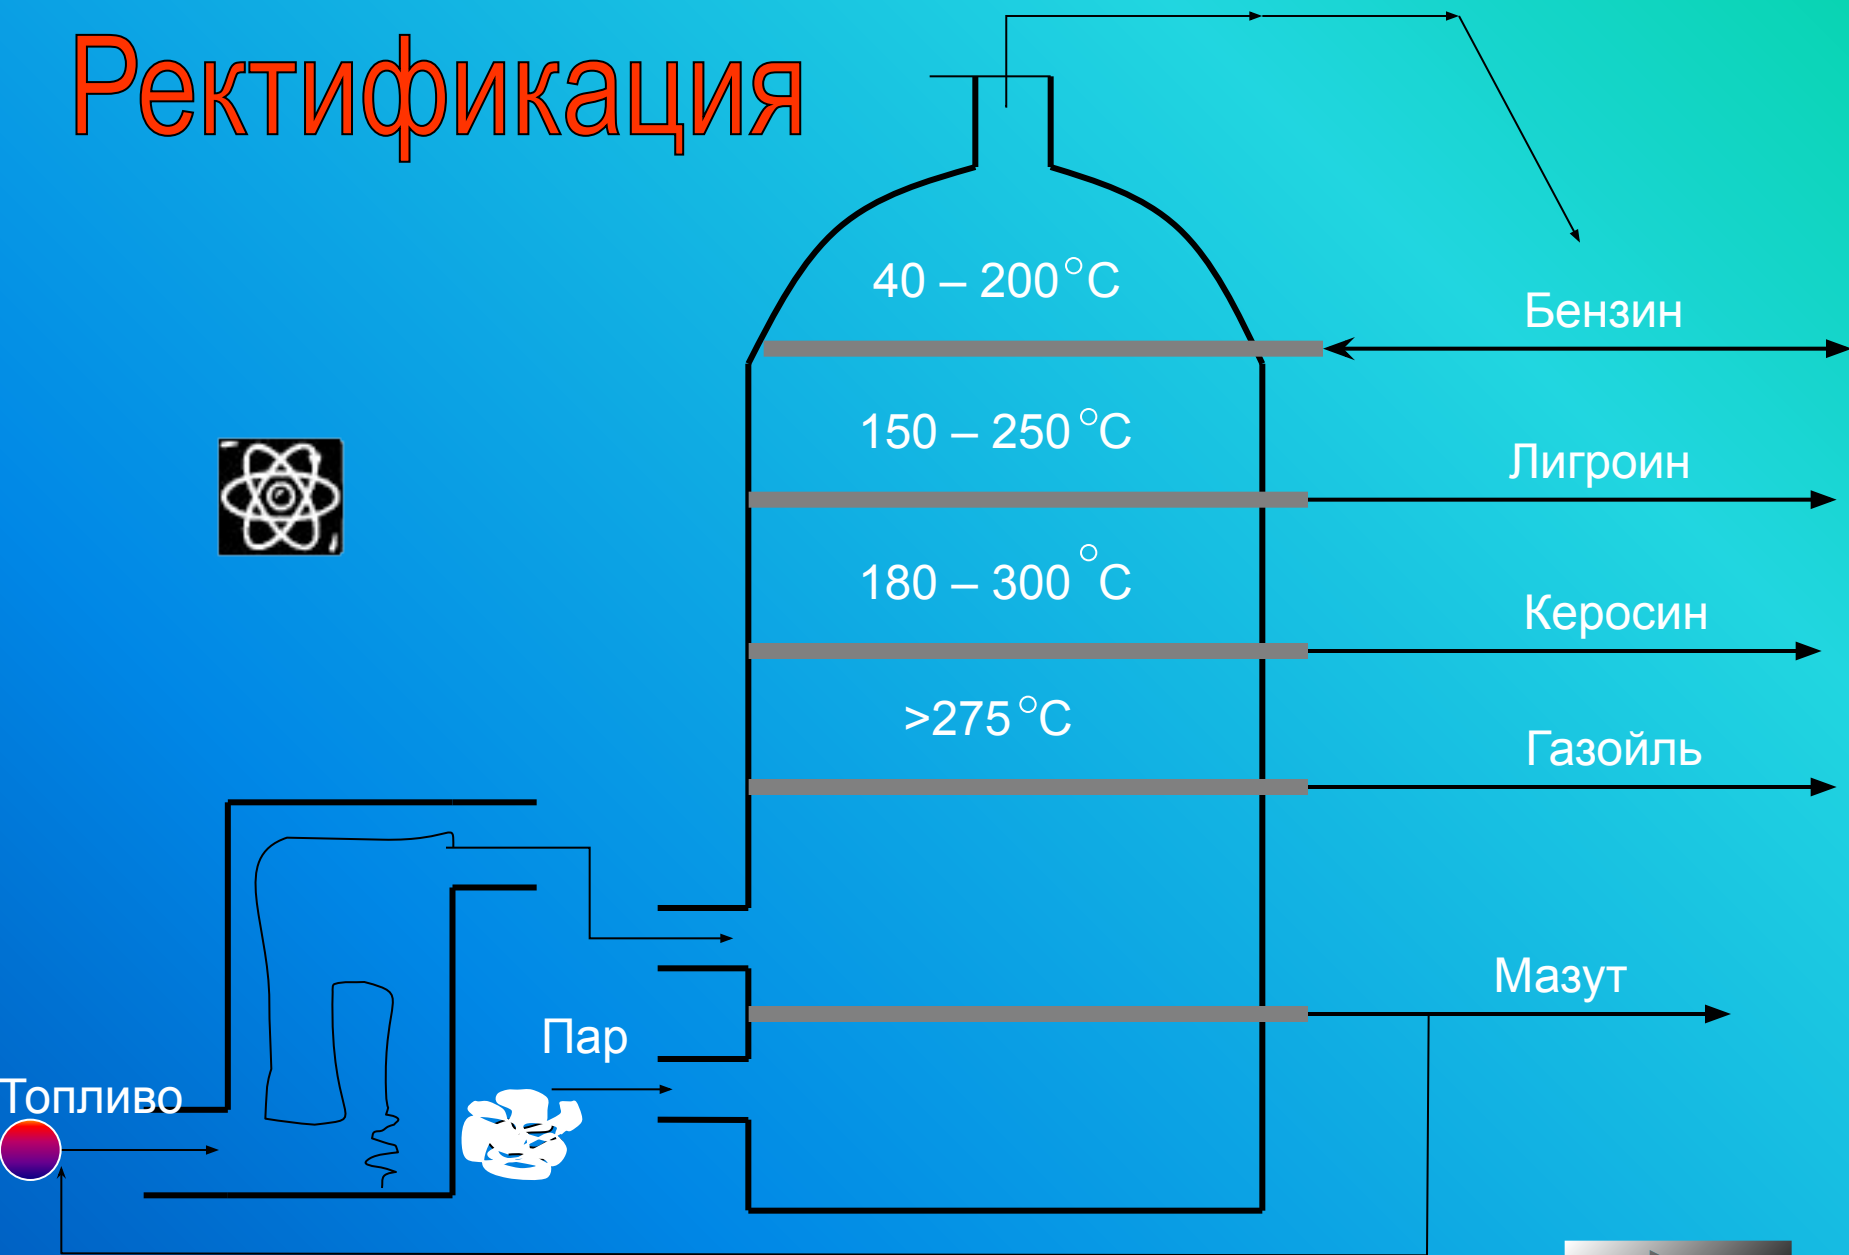 Ректификация
40 – 200°C
Бензин
150 – 250°C
Лигроин
180 – 300°C
Керосин
>275°C
Газойль
Мазут
Пар
Топливо